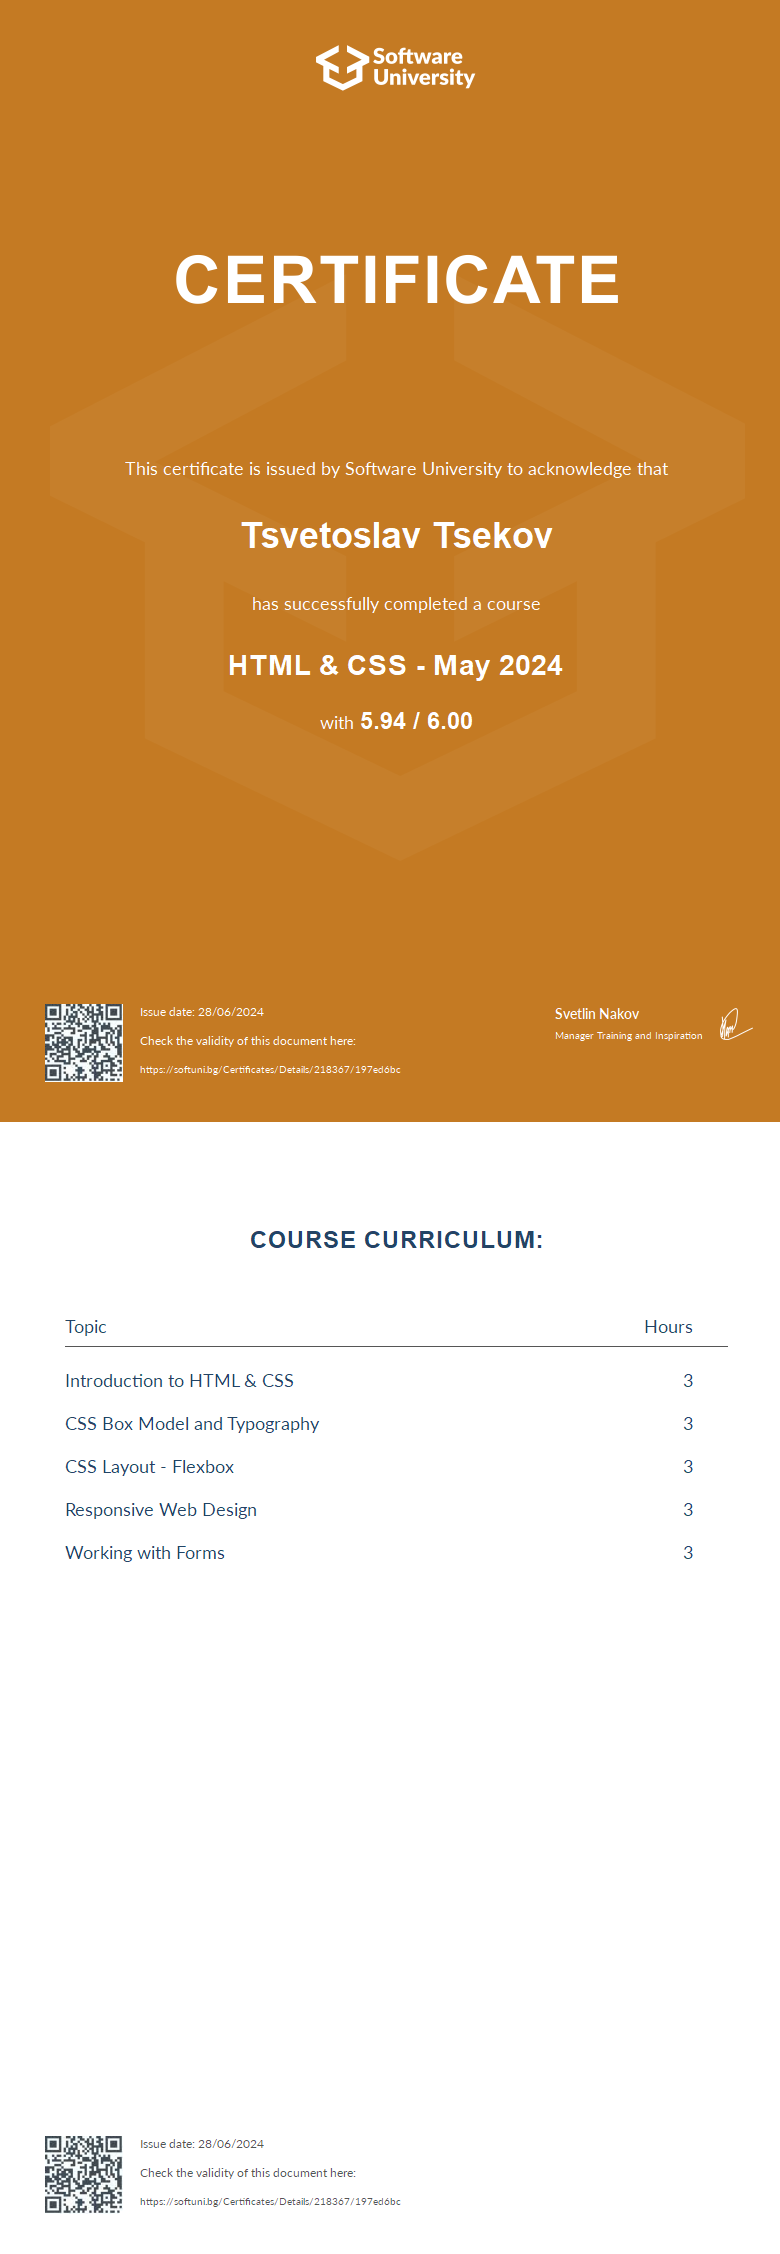 Software
University
CERTIFICATE
This certificate is issued by Software University to acknowledge that
Tsvetoslav Tsekov
has successfully completed a course
HTML & CSS - May 2024
with 5.94 / 6.00
Issue date: 28/06/2024
Check the validity of this document here:
https://softuni.bg/Certificates/Details/218367/197ed6bc
Svetlin Nakov
Manager Training and Inspiration
COURSE CURRICULUM:
Topic Hours
Introduction to HTML & CSS 3
CSS Box Model and Typography 3
CSS Layout - Flexbox 3
Responsive Web Design 3
Working with Forms 3
Issue date: 28/06/2024
Check the validity of this document here:
https://softuni.bg/Certificates/Details/218367/197ed6bc